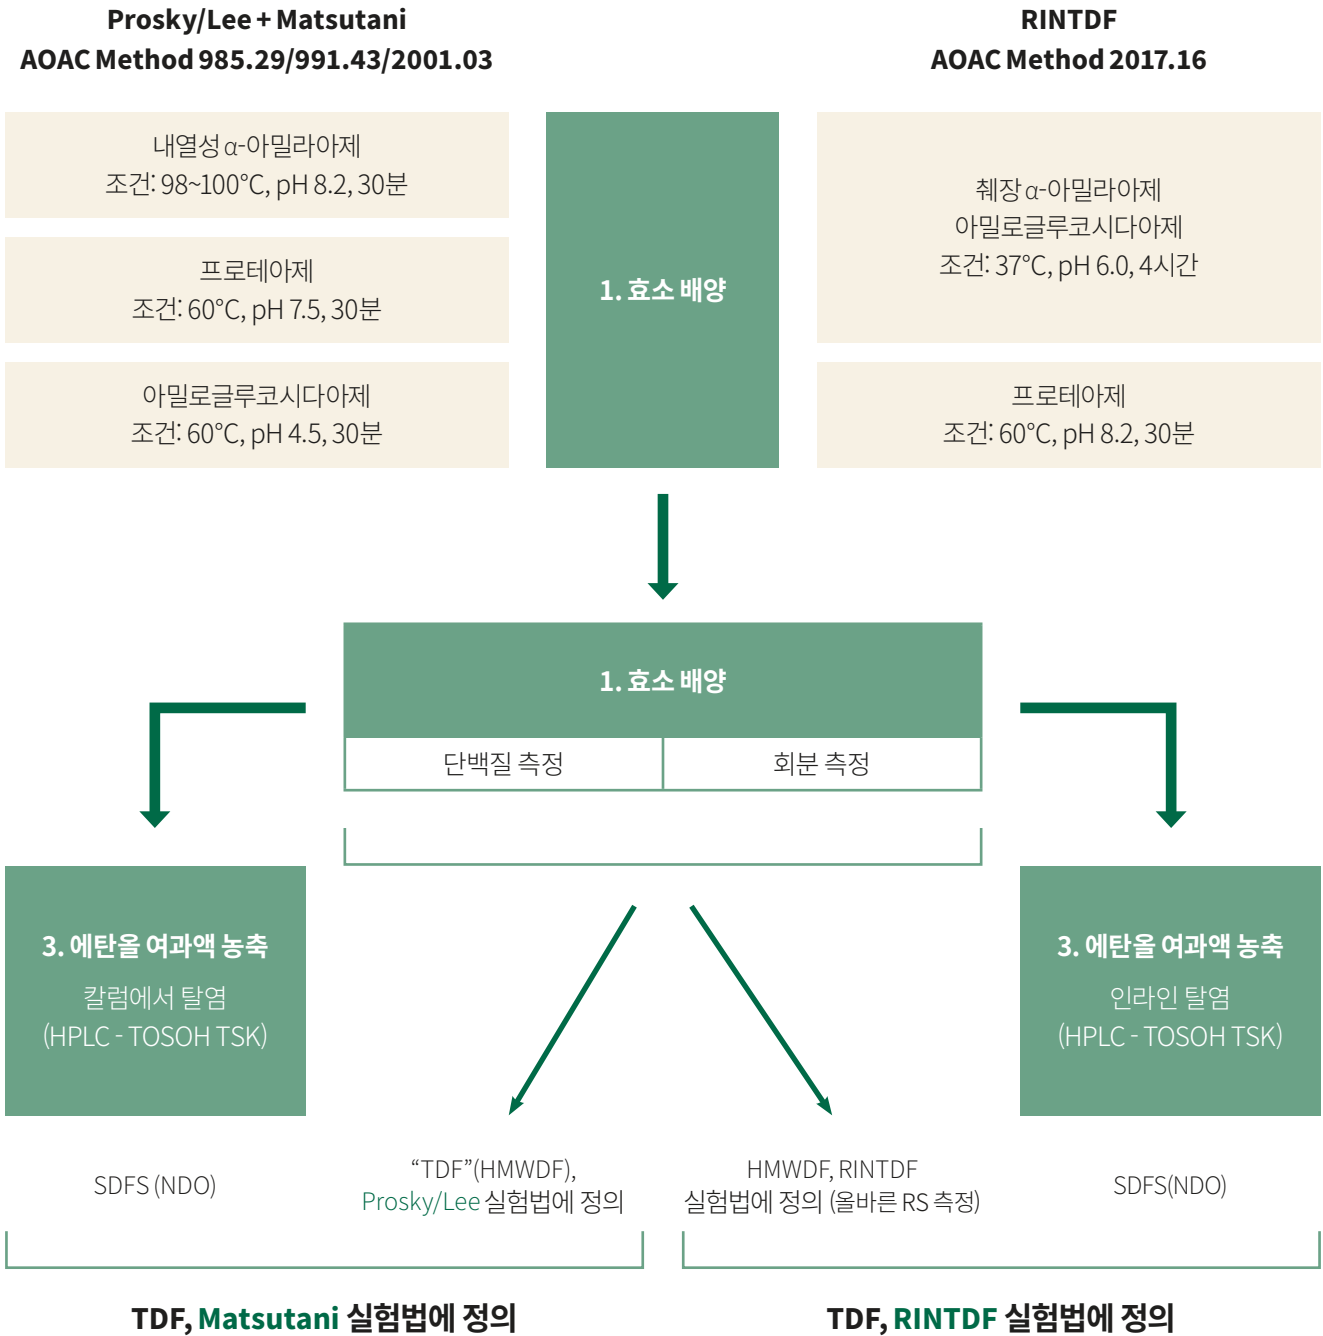 Prosky/Lee + Matsutani
AOAC Method 985.29/991.43/2001.03
RINTDF
AOAC Method 2017.16
내열성 α-아밀라아제
조건: 98~100°C, pH 8.2, 30분
프로테아제
조건: 60°C, pH 7.5, 30분
아밀로글루코시다아제
조건: 60°C, pH 4.5, 30분
1. 효소 배양
췌장 α-아밀라아제
아밀로글루코시다아제
조건: 37°C, pH 6.0, 4시간
프로테아제
조건: 60°C, pH 8.2, 30분
1. 효소 배양
단백질 측정
회분 측정
3. 에탄올 여과액 농축
칼럼에서 탈염
(HPLC - TOSOH TSK)
3. 에탄올 여과액 농축
인라인 탈염
(HPLC - TOSOH TSK)
SDFS (NDO)
“TDF”(HMWDF),
Prosky/Lee 실험법에 정의
HMWDF, RINTDF
실험법에 정의 (올바른 RS 측정)
SDFS(NDO)
TDF, Matsutani 실험법에 정의
TDF, RINTDF 실험법에 정의